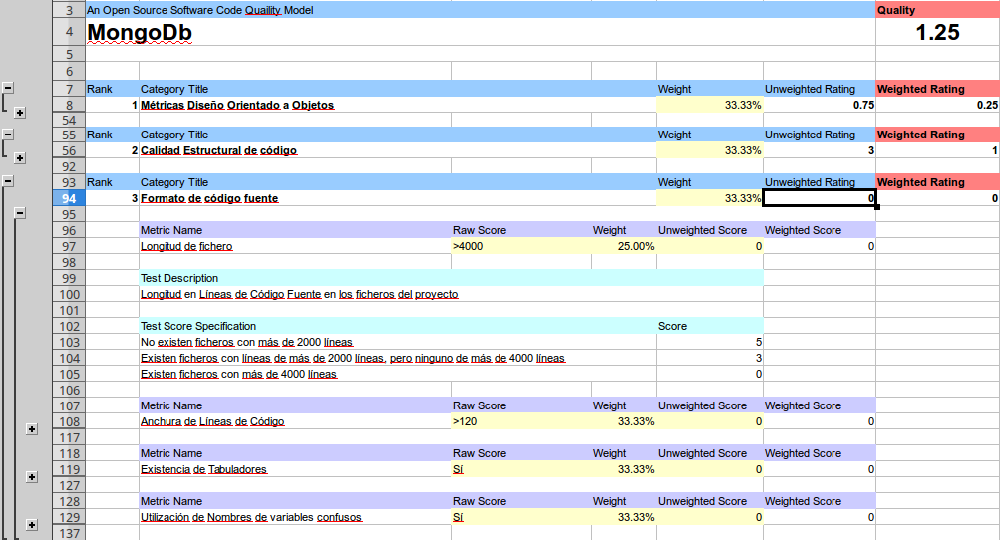 3 An Open Source Software Code Quaility Model Quality
4 MongoDb 1.25
5
6
7 Rank Category Title Weight Unweighted Rating Weighted Rating
8 1 Métricas Diseño Orientado a Objetos 33.33% 0.75 0.25
54
55 Rank Category Title Weight Unweighted Rating Weighted Rating
56 2 Calidad Estructural de código 33.33% 3 1
92
93 Rank Category Title Weight Unweighted Rating Weighted Rating
94 3 Formato de código fuente 33.33% 0 0
95
96 Metric Name Raw Score Weight Unweighted Score Weighted Score
97 Longitud de fichero >4000 25.00% 0 0
98
99 Test Description
100 Longitud en Líneas de Código Fuente en los ficheros del proyecto
101
102 Test Score Specification Score
103 No existen ficheros con más de 2000 líneas 5
104 Existen ficheros con líneas de más de 2000 líneas, pero ninguno de más de 4000 líneas 3
105 Existen ficheros con más de 4000 líneas 0
106
107 Metric Name Raw Score Weight Unweighted Score Weighted Score
108 Anchura de Líneas de Código >120 33.33% 0 0
117
118 Metric Name Raw Score Weight Unweighted Score Weighted Score
119 Existencia de Tabuladores Sí 33.33% 0 0
127
128 Metric Name Raw Score Weight Unweighted Score Weighted Score
129 Utilización de Nombres de variables confusos Sí 33.33% 0 0
137